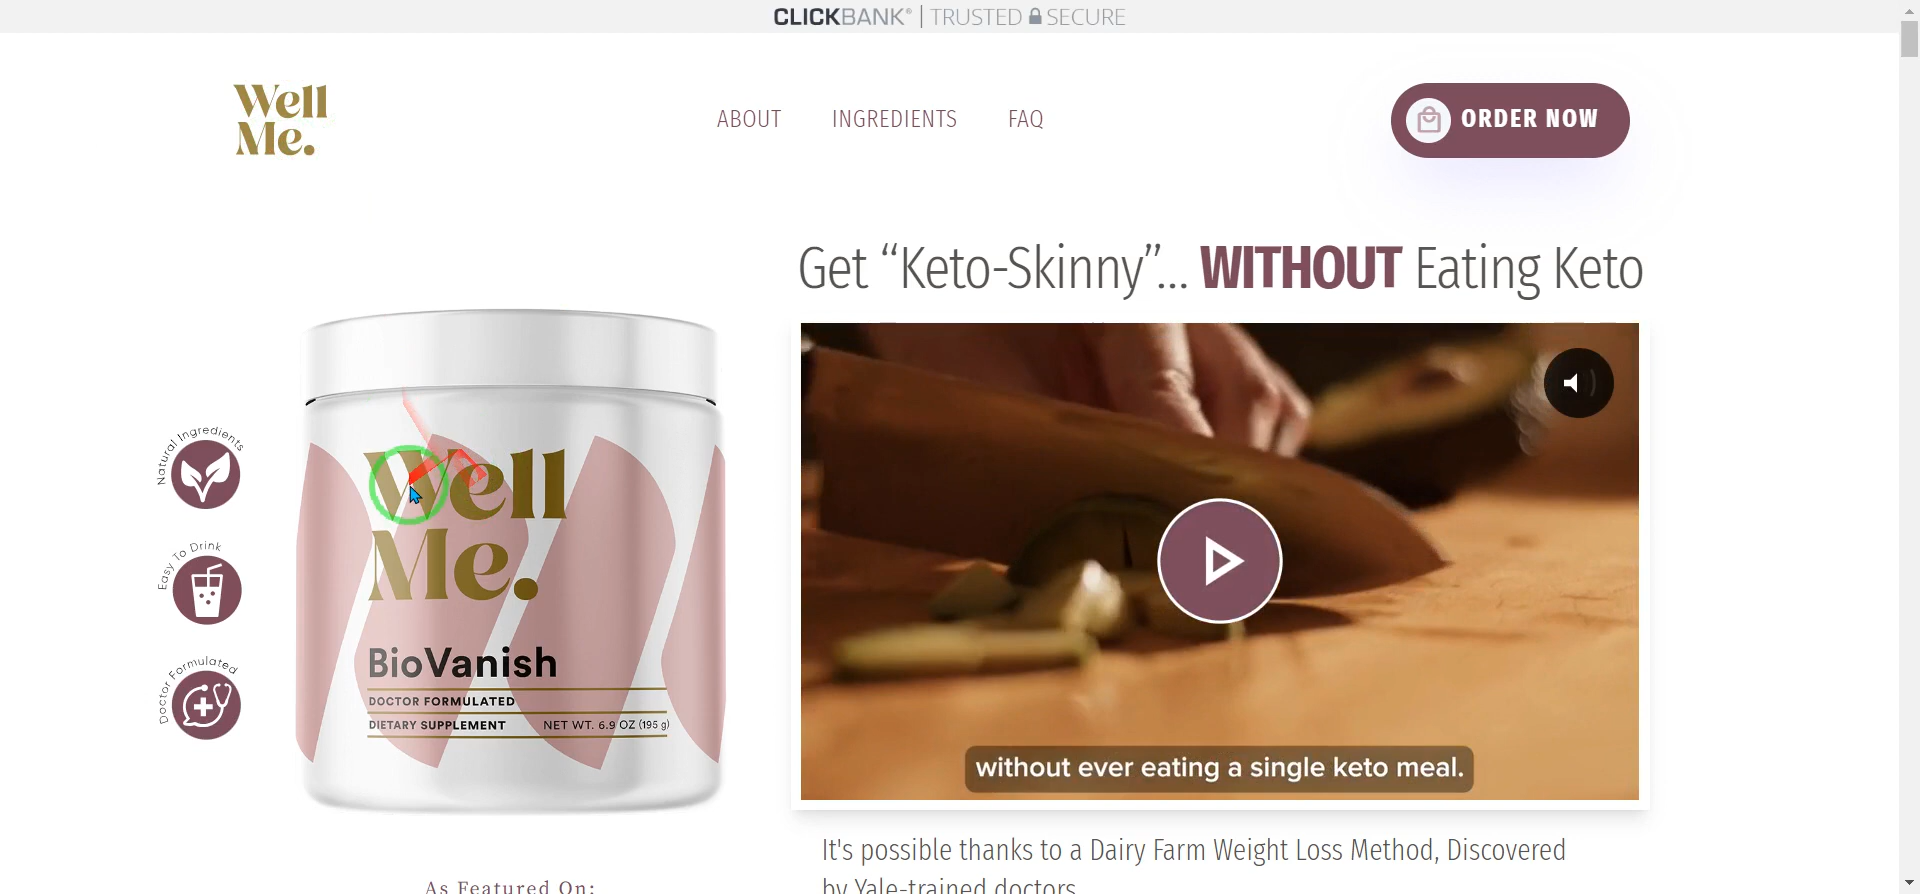 CLICKBANK® | TRUSTED SECURE
Well
Me.
ABOUT
INGREDIENTS
FAQ
ORDER NOW
Get “Keto-Skinny”... WITHOUT Eating Keto
Natural Ingredients
Easy To Drink
Doctor Formulated
Well
Me.
BioVanish
DOCTOR FORMULATED
DIETARY SUPPLEMENT NET WT. 6.9 OZ (195 g)
without ever eating a single keto meal.
It's possible thanks to a Dairy Farm Weight Loss Method, Discovered
by Yale-trained doctors
As Featured On: